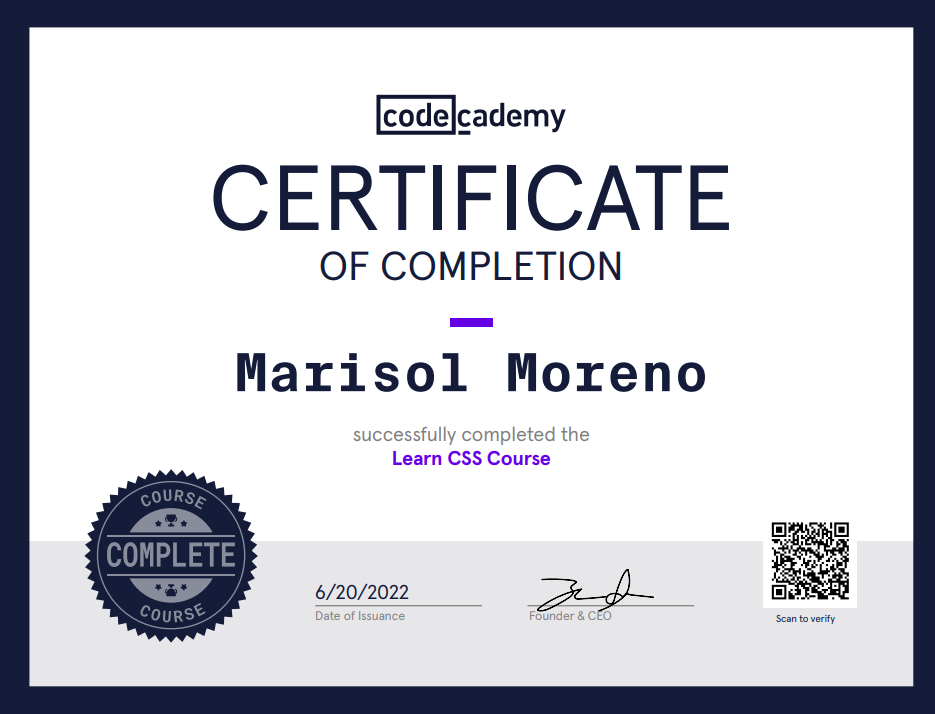 codecademy
CERTIFICATE
OF COMPLETION
Marisol Moreno
successfully completed the
Learn CSS Course
COURSE
COMPLETE
COURSE
6/20/2022
Date of Issuance
Founder & CEO
Scan to verify